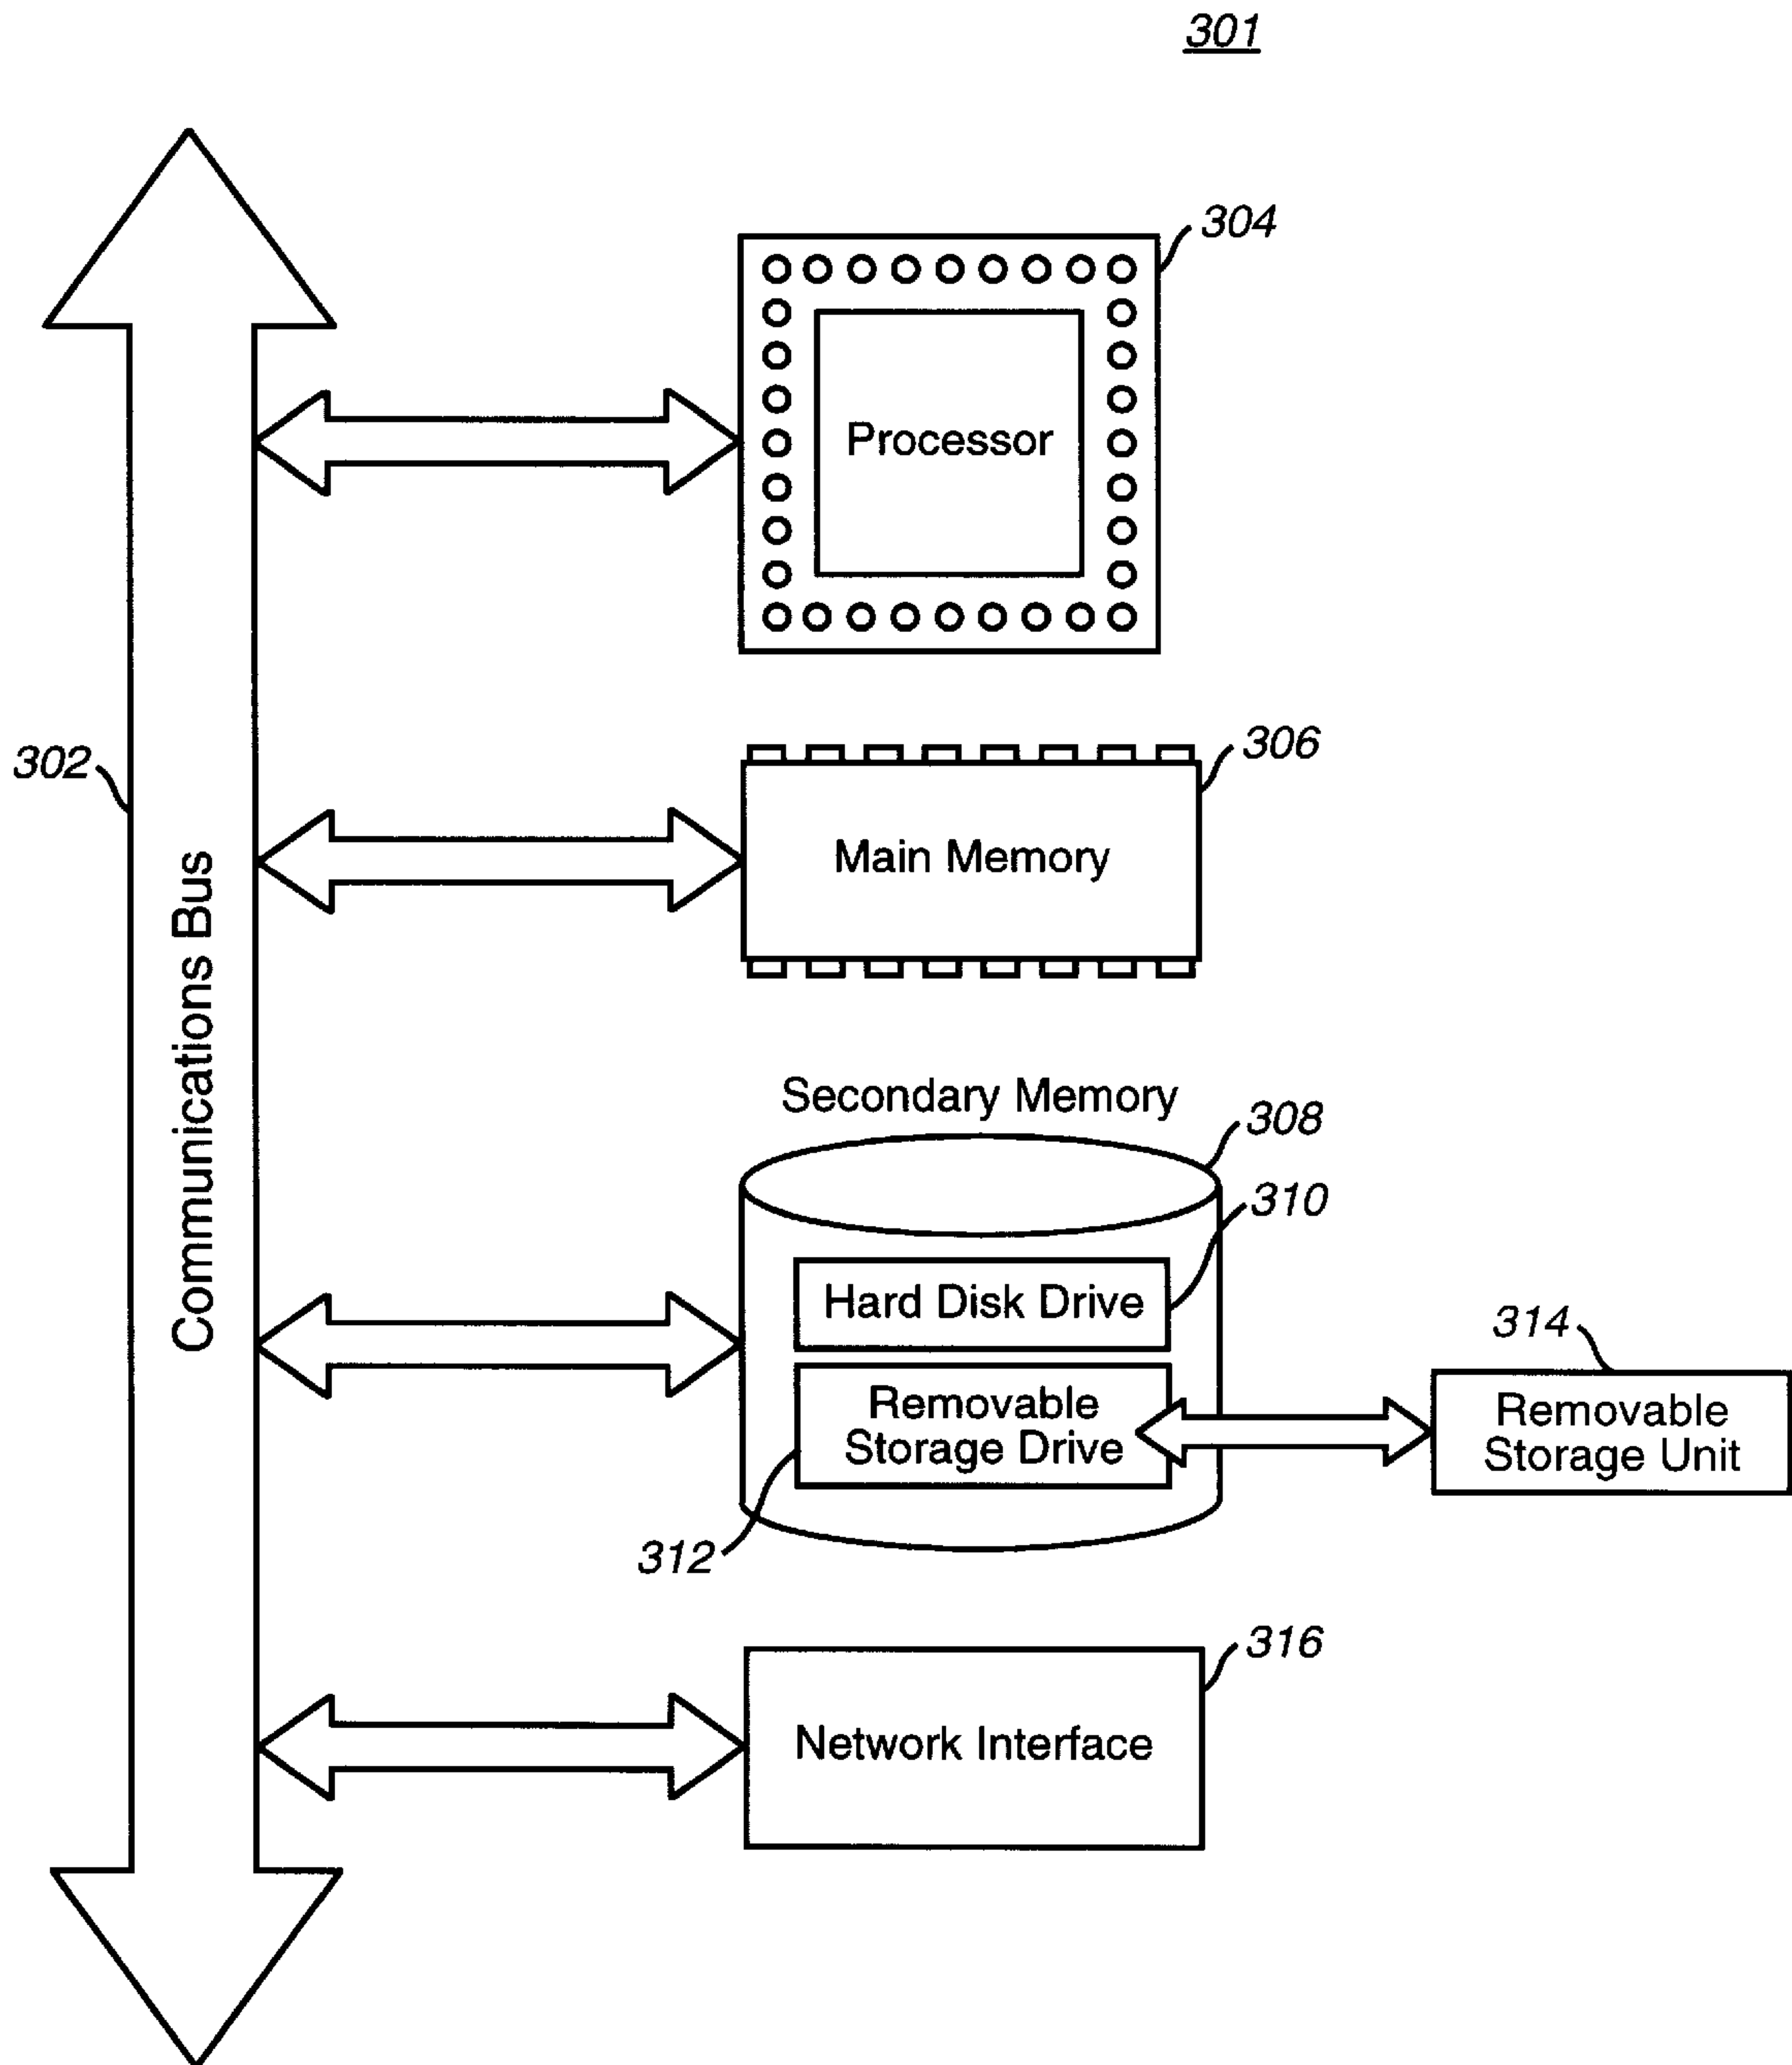 301
304
Processor
302
306
Main Memory
Communications Bus
Secondary Memory
308
310
Hard Disk Drive
314
Removable
Storage Drive
Removable
Storage Unit
312
316
Network Interface